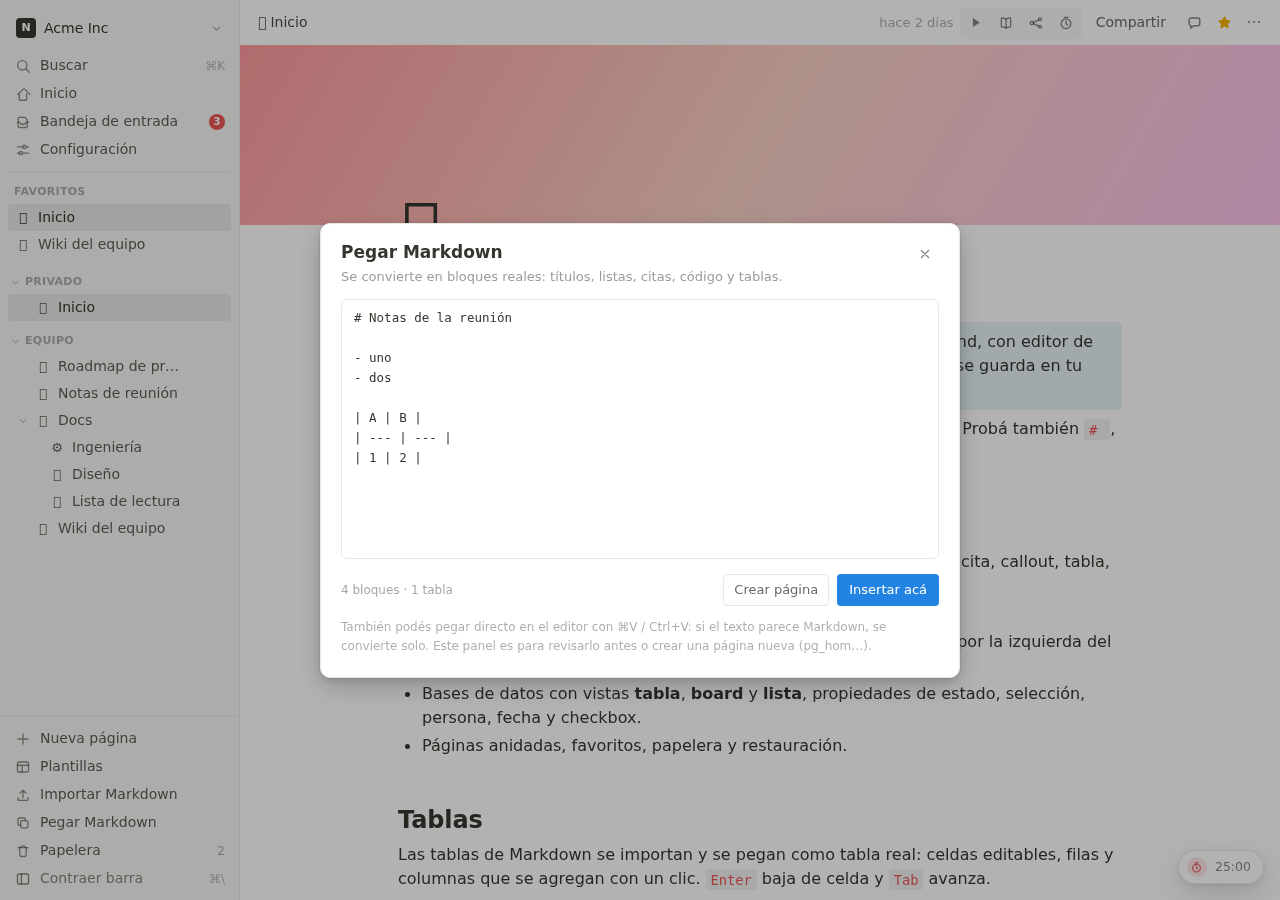 N Acme Inc
Buscar ⌘K
Inicio
Bandeja de entrada 3
Configuración
FAVORITOS
Inicio
Wiki del equipo
PRIVADO
Inicio
EQUIPO
Roadmap de pr…
Notas de reunión
Docs
Ingeniería
Diseño
Lista de lectura
Wiki del equipo
Nueva página
Plantillas
Importar Markdown
Pegar Markdown
Papelera 2
Contraer barra ⌘\
Inicio
hace 2 días
Compartir
Pegar Markdown
Se convierte en bloques reales: títulos, listas, citas, código y tablas.
# Notas de la reunión
- uno
- dos
| A | B |
| --- | --- |
| 1 | 2 |
4 bloques · 1 tabla
Crear página
Insertar acá
También podés pegar directo en el editor con ⌘V / Ctrl+V: si el texto parece Markdown, se
convierte solo. Este panel es para revisarlo antes o crear una página nueva (pg_hom…).
con editor de
se guarda en tu
Probá también # ,
cita, callout, tabla,
por la izquierda del
Bases de datos con vistas tabla, board y lista, propiedades de estado, selección,
persona, fecha y checkbox.
Páginas anidadas, favoritos, papelera y restauración.
Tablas
Las tablas de Markdown se importan y se pegan como tabla real: celdas editables, filas y
columnas que se agregan con un clic. Enter baja de celda y Tab avanza.
25:00